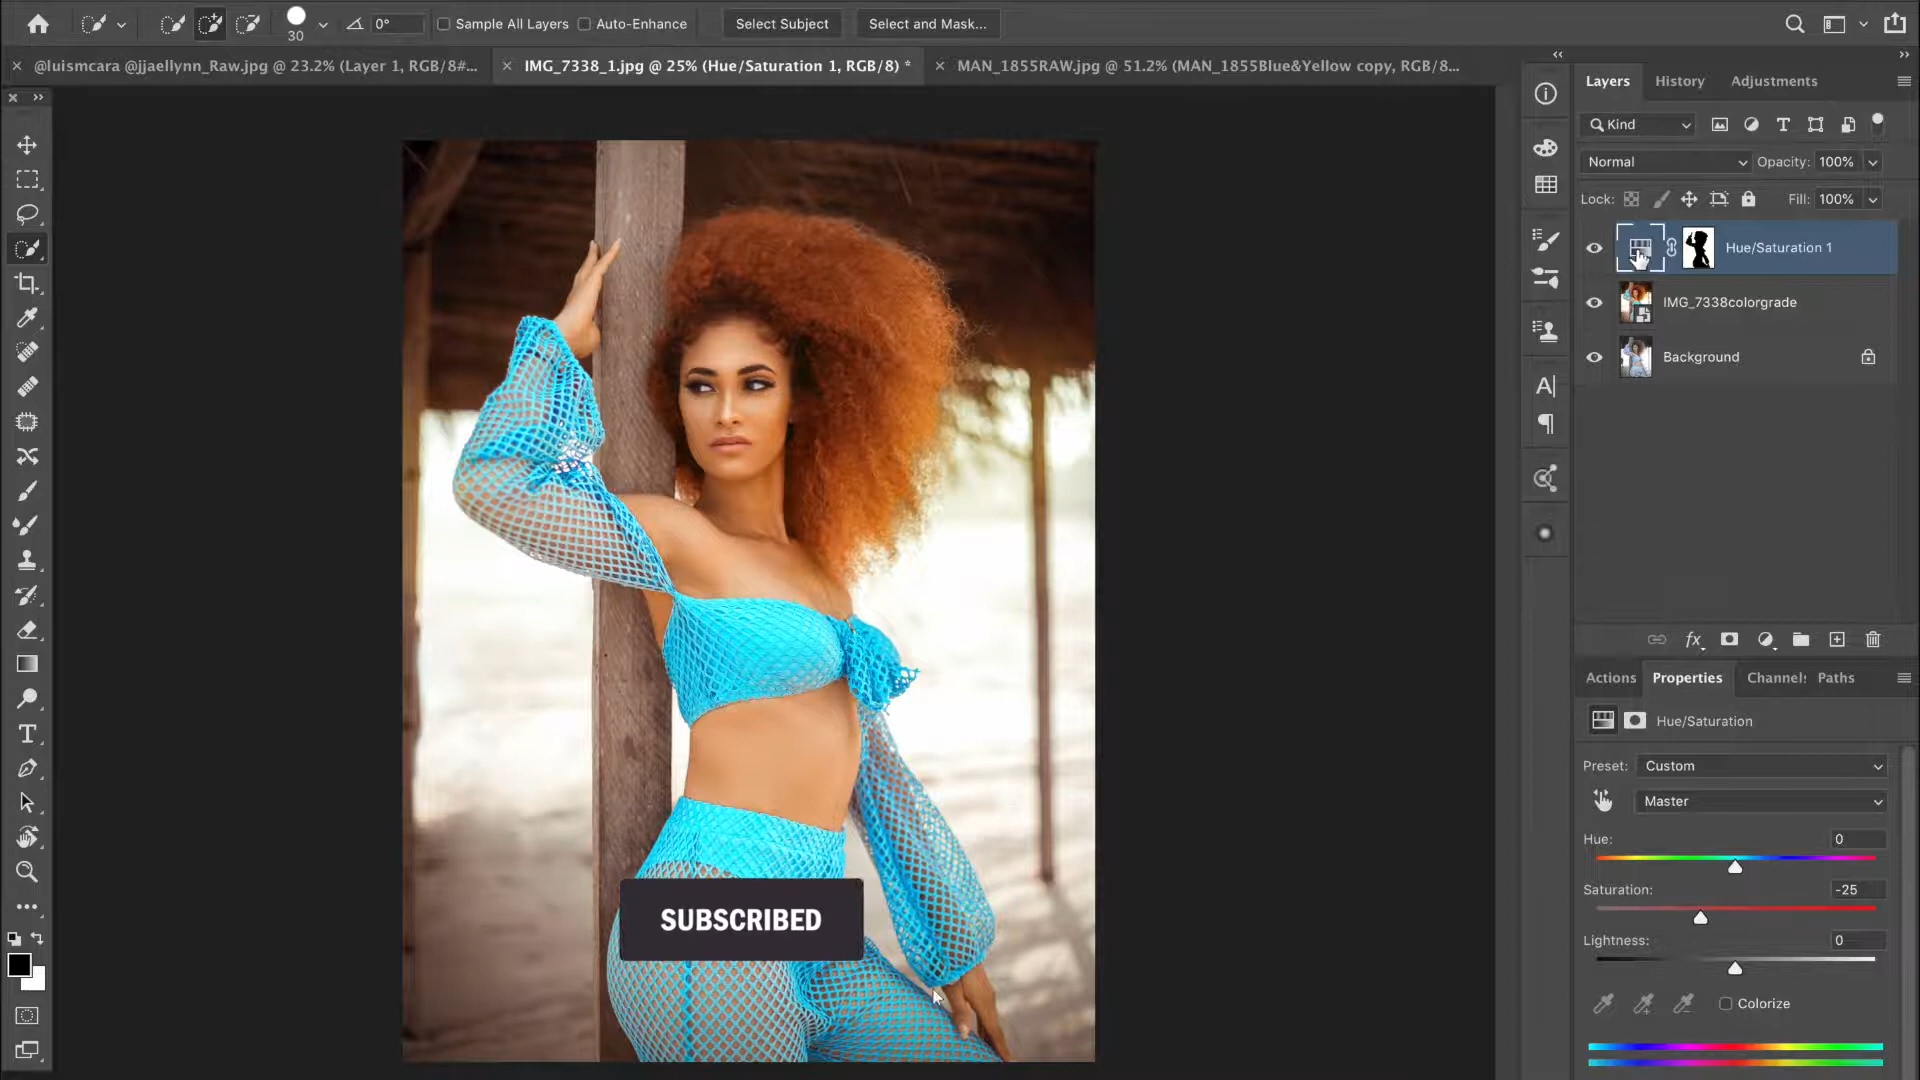 30
0°
Sample All Layers
Auto-Enhance
Select Subject
Select and Mask...
@luismcara @jjaellynn_Raw.jpg @ 23.2% (Layer 1, RGB/8#...
IMG_7338_1.jpg @ 25% (Hue/Saturation 1, RGB/8) *
MAN_1855RAW.jpg @ 51.2% (MAN_1855Blue&Yellow copy, RGB/8...
Layers
History
Adjustments
Kind
Normal
Opacity: 100%
Lock:
Fill: 100%
Hue/Saturation 1
IMG_7338colorgrade
Background
Actions
Properties
Channel:
Paths
Hue/Saturation
Preset: Custom
Master
Hue: 0
Saturation: -25
Lightness: 0
Colorize
SUBSCRIBED